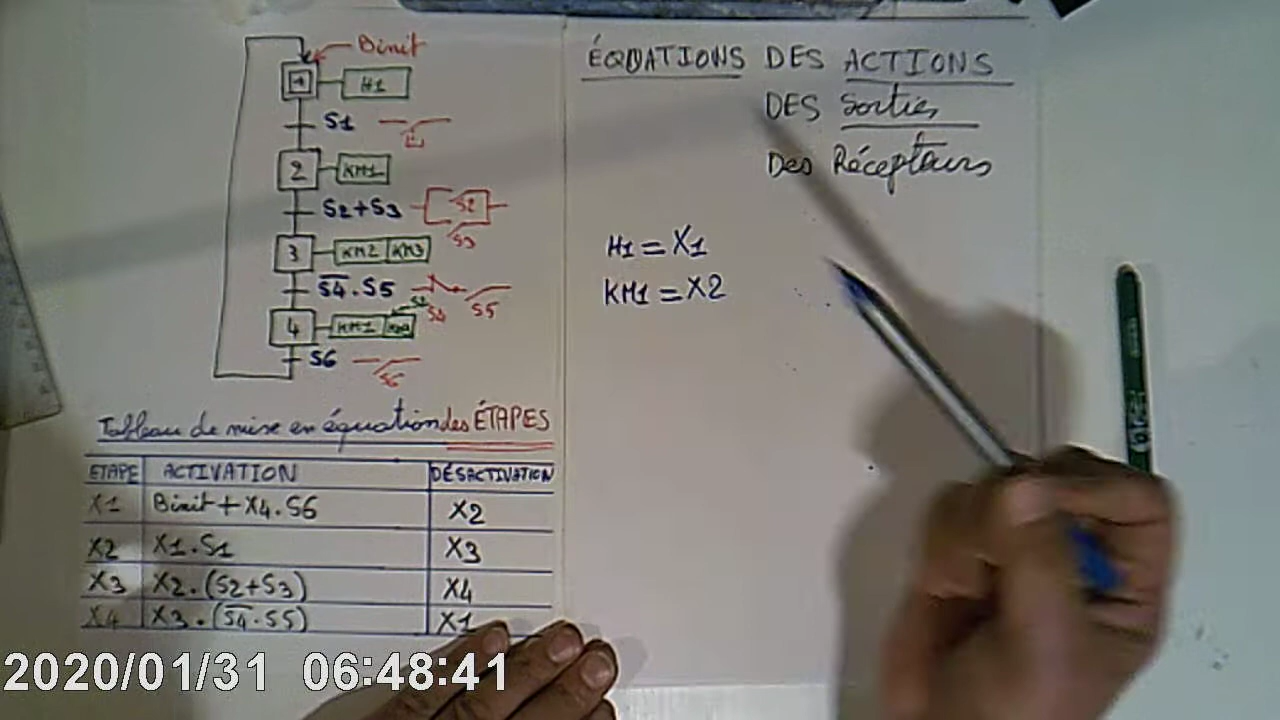 Binit
1 H1
S1
2 KM1
S2+S3 S2
S3
3 KM2 KM3
S̅4̅.S5 S4 S5
4 KM1
S6 S6
Tableau de mise en équation des ÉTAPES
ETAPE ACTIVATION DÉSACTIVATION
X1 Binit+X4.S6 X2
X2 X1.S1 X3
X3 X2.(S2+S3) X4
X4 X3.(S̅4̅.S5) X1
ÉQUATIONS DES ACTIONS
DES Sorties
Des Récepteurs
H1=X1
KM1=X2
2020/01/31 06:48:41